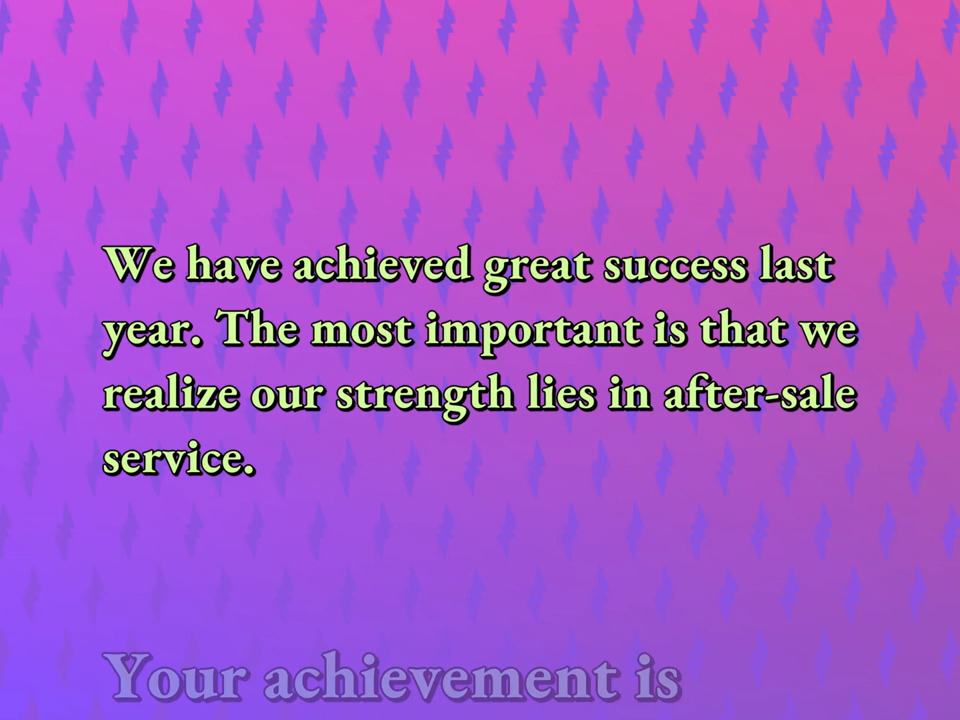 We have achieved great success last
year. The most important is that we
realize our strength lies in after-sale
service.
Your achievement is